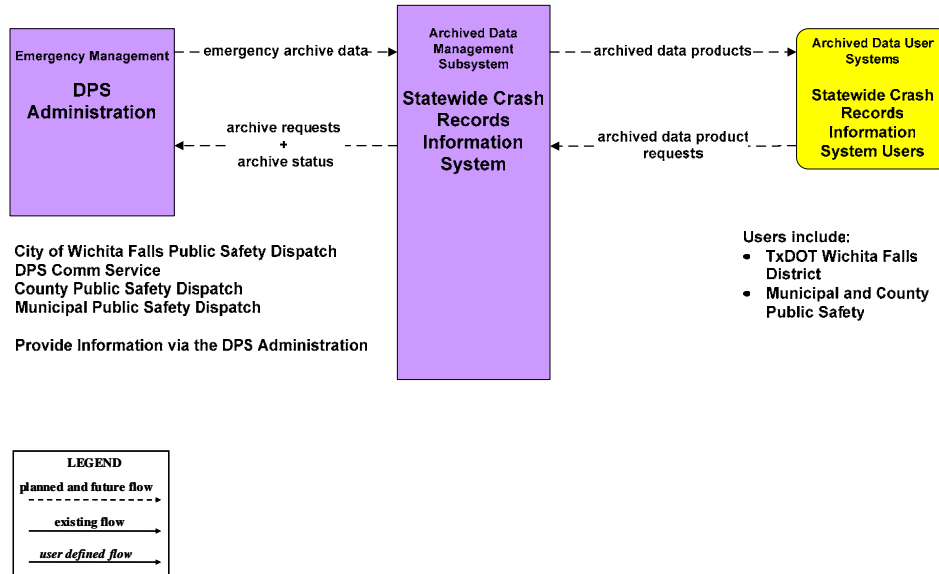 Emergency Management
DPS
Administration
emergency archive data
archive requests
+
archive status
Archived Data
Management
Subsystem
Statewide Crash
Records
Information
System
archived data products
archived data product
requests
Archived Data User
Systems
Statewide Crash
Records
Information
System Users
City of Wichita Falls Public Safety Dispatch
DPS Comm Service
County Public Safety Dispatch
Municipal Public Safety Dispatch
Provide Information via the DPS Administration
Users include:
• TxDOT Wichita Falls
District
• Municipal and County
Public Safety
LEGEND
planned and future flow
existing flow
user defined flow